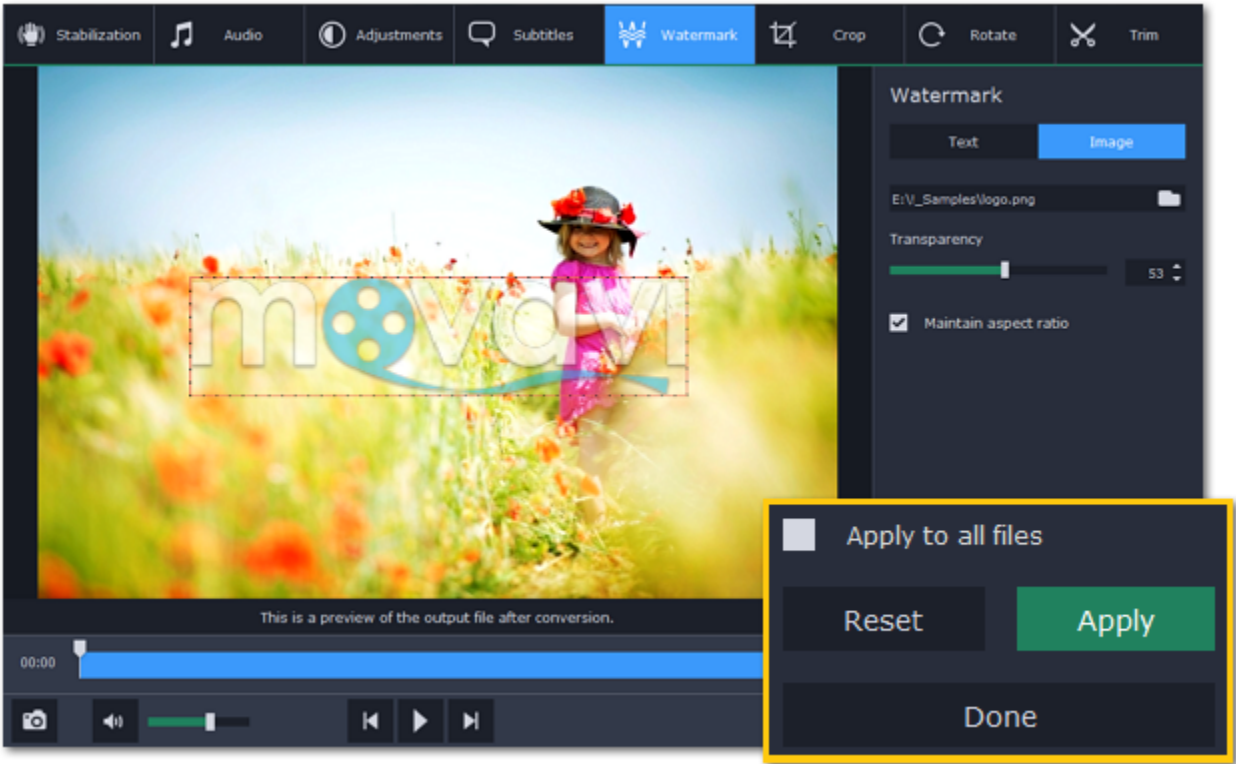 Stabilization Audio Adjustments Subtitles Watermark Crop Rotate Trim
Watermark
Text Image
E:\I_Samples\logo.png
Transparency
53
Maintain aspect ratio
movavi
This is a preview of the output file after conversion.
00:00
Apply to all files
Reset Apply
Done